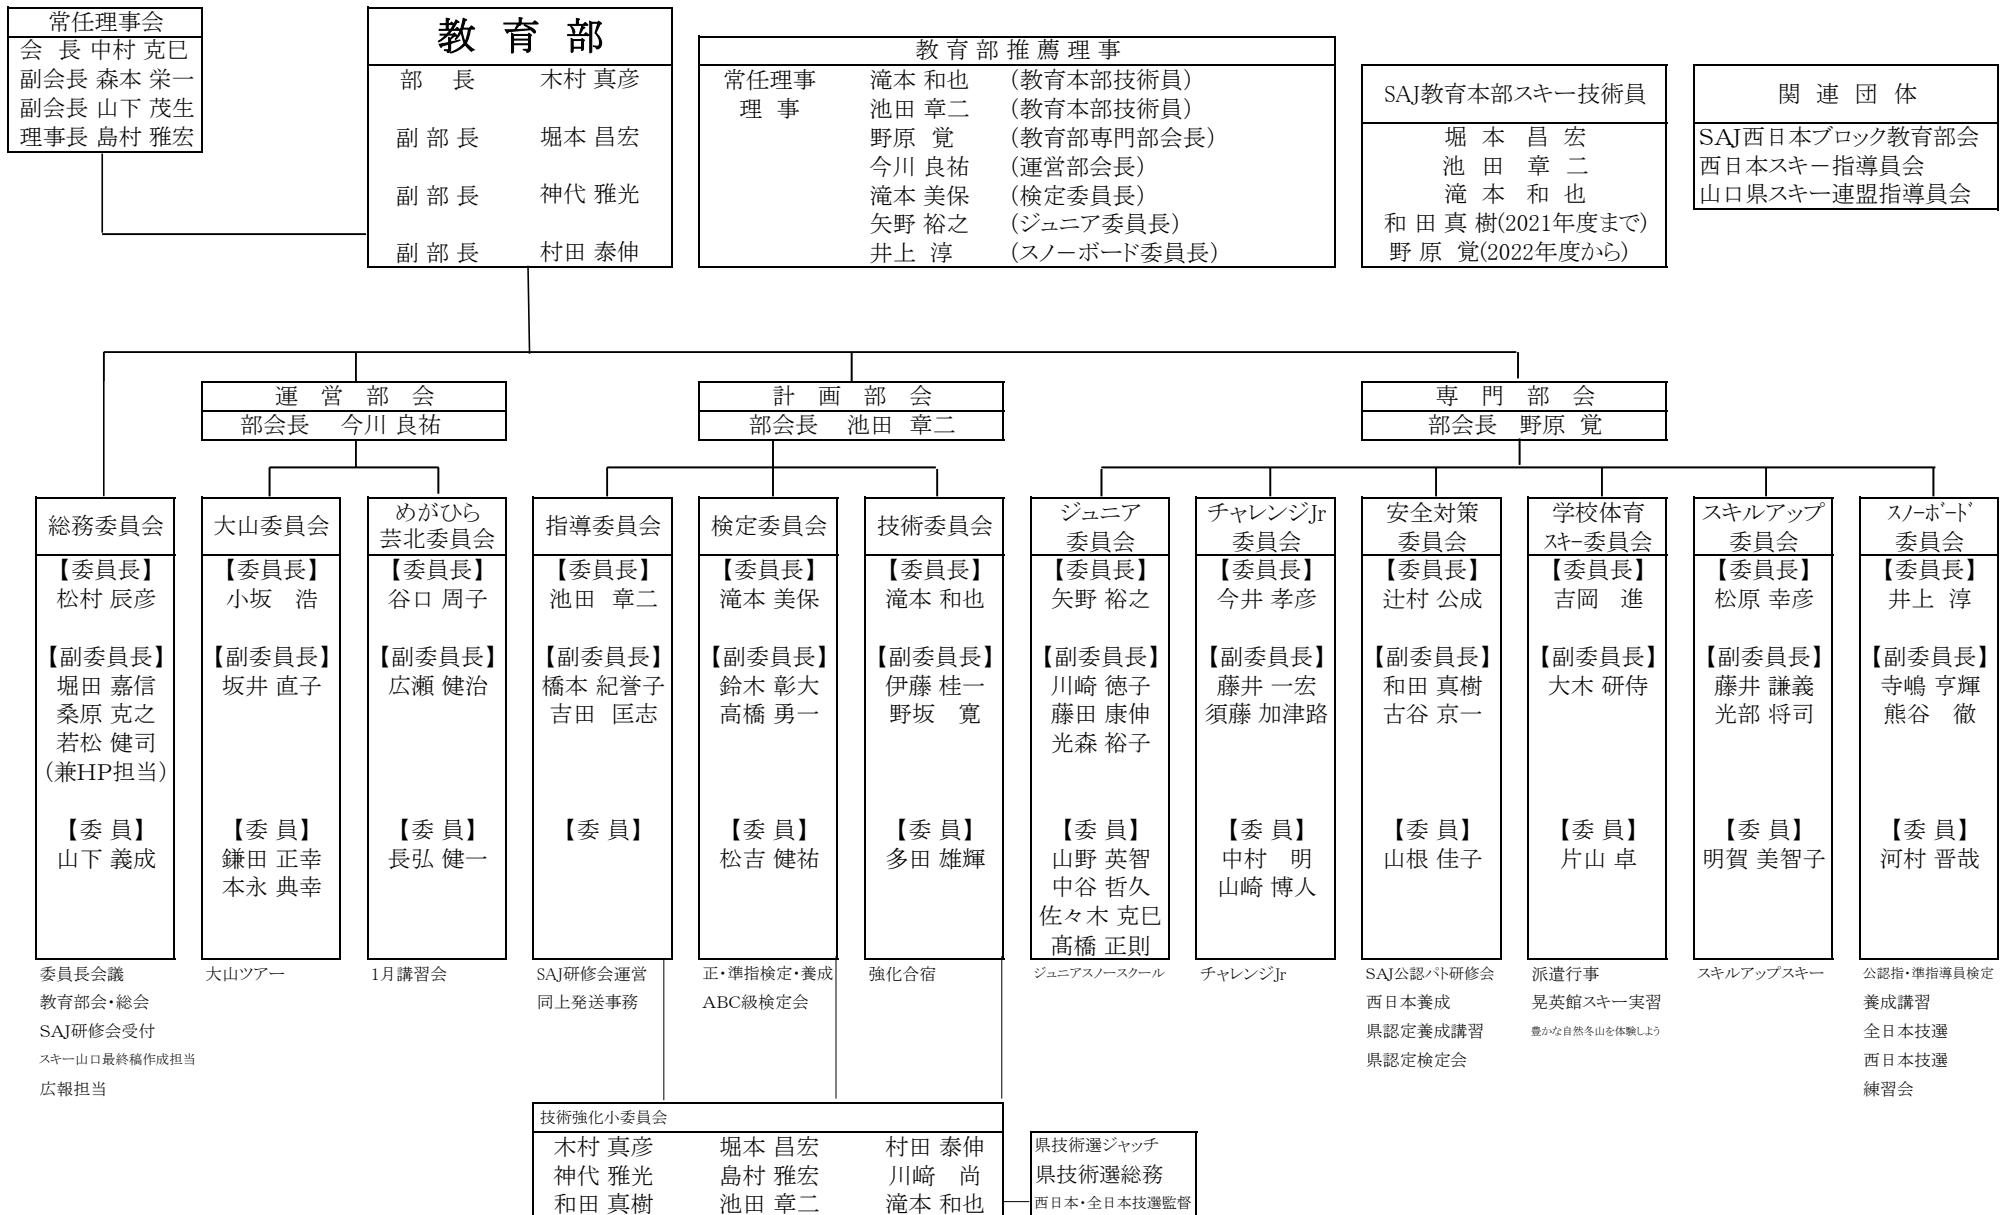 常任理事会
会 長 中村 克巳
副会長 森本 栄一
副会長 山下 茂生
理事長 島村 雅宏
教 育 部
部 長 木村 真彦
副 部 長 堀本 昌宏
副 部 長 神代 雅光
副 部 長 村田 泰伸
教 育 部 推 薦 理 事
常任理事 滝本 和也 (教育本部技術員)
理 事 池田 章二 (教育本部技術員)
野原 覚 (教育部専門部会長)
今川 良祐 (運営部会長)
滝本 美保 (検定委員長)
矢野 裕之 (ジュニア委員長)
井上 淳 (スノーボード委員長)
SAJ教育本部スキー技術員
堀 本 昌 宏
池 田 章 二
滝 本 和 也
和 田 真 樹(2021年度まで)
野 原 覚(2022年度から)
関 連 団 体
SAJ西日本ブロック教育部会
西日本スキー指導員会
山口県スキー連盟指導員会
運 営 部 会
部会長 今川 良祐
計 画 部 会
部会長 池田 章二
専 門 部 会
部会長 野原 覚
総務委員会
【委員長】
松村 辰彦
【副委員長】
堀田 嘉信
桑原 克之
若松 健司
(兼HP担当)
【委 員】
山下 義成
委員長会議
教育部会・総会
SAJ研修会受付
スキー山口最終稿作成担当
広報担当
大山委員会
【委員長】
小坂 浩
【副委員長】
坂井 直子
【委 員】
鎌田 正幸
本永 典幸
大山ツアー
めがひら
芸北委員会
【委員長】
谷口 周子
【副委員長】
広瀬 健治
【委 員】
長弘 健一
1月講習会
指導委員会
【委員長】
池田 章二
【副委員長】
橋本 紀誉子
吉田 匡志
【委 員】
SAJ研修会運営
同上発送事務
検定委員会
【委員長】
滝本 美保
【副委員長】
鈴木 彰大
高橋 勇一
【委 員】
松吉 健祐
正・準指検定・養成
ABC級検定会
技術委員会
【委員長】
滝本 和也
【副委員長】
伊藤 桂一
野坂 寛
【委 員】
多田 雄輝
強化合宿
ジュニア
委員会
【委員長】
矢野 裕之
【副委員長】
川崎 徳子
藤田 康伸
光森 裕子
【委 員】
山野 英智
中谷 哲久
佐々木 克巳
髙橋 正則
ジュニアスノースクール
チャレンジJr
委員会
【委員長】
今井 孝彦
【副委員長】
藤井 一宏
須藤 加津路
【委 員】
中村 明
山崎 博人
チャレンジJr
安全対策
委員会
【委員長】
辻村 公成
【副委員長】
和田 真樹
古谷 京一
【委 員】
山根 佳子
SAJ公認パト研修会
西日本養成
県認定養成講習
県認定検定会
学校体育
スキー委員会
【委員長】
吉岡 進
【副委員長】
大木 研侍
【委 員】
片山 卓
派遣行事
晃英館スキー実習
豊かな自然冬山を体験しよう
スキルアップ
委員会
【委員長】
松原 幸彦
【副委員長】
藤井 謙義
光部 将司
【委 員】
明賀 美智子
スキルアップスキー
スノーボード
委員会
【委員長】
井上 淳
【副委員長】
寺嶋 亨輝
熊谷 徹
【委 員】
河村 晋哉
公認指・準指導員検定
養成講習
全日本技選
西日本技選
練習会
技術強化小委員会
木村 真彦 堀本 昌宏 村田 泰伸
神代 雅光 島村 雅宏 川﨑 尚
和田 真樹 池田 章二 滝本 和也
県技術選ジャッチ
県技術選総務
西日本・全日本技選監督